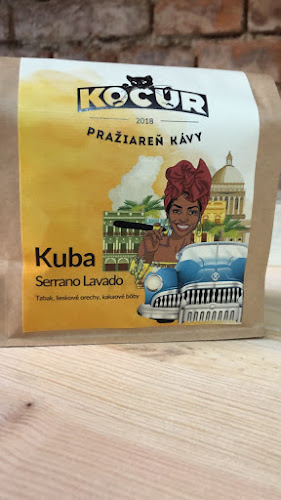 KOCÚR
2018
PRAŽIAREŇ KÁVY
Kuba
Serrano Lavado
Tabak, lieskové orechy, kakaové bôby